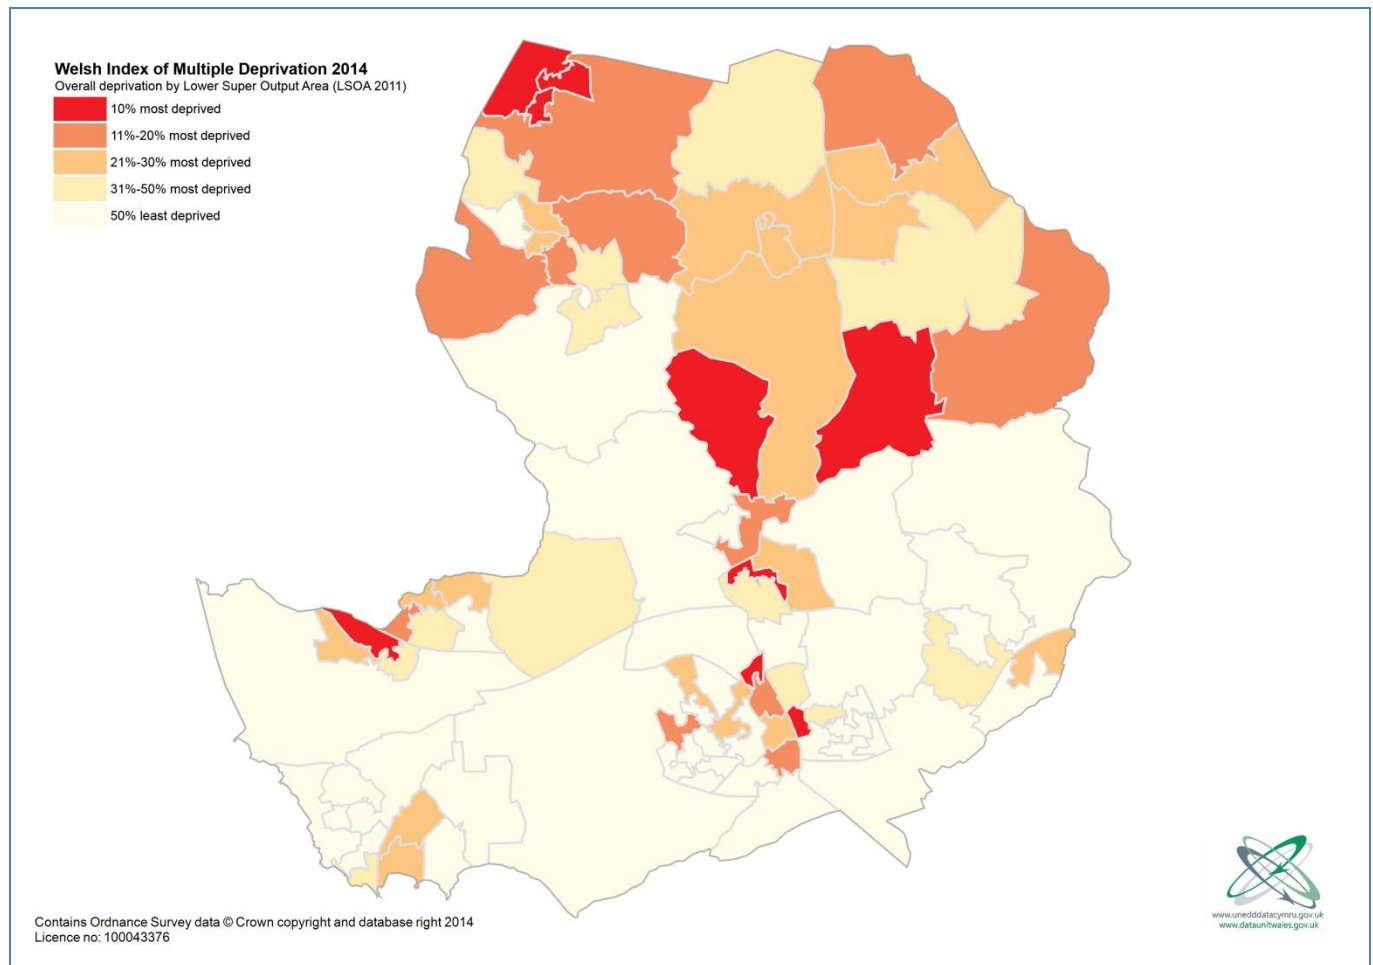 Welsh Index of Multiple Deprivation 2014
Overall deprivation by Lower Super Output Area (LSOA 2011)
10% most deprived
11%-20% most deprived
21%-30% most deprived
31%-50% most deprived
50% least deprived
Contains Ordnance Survey data © Crown copyright and database right 2014
Licence no: 100043376
www.unedddatacymru.gov.uk
www.dataunitwales.gov.uk